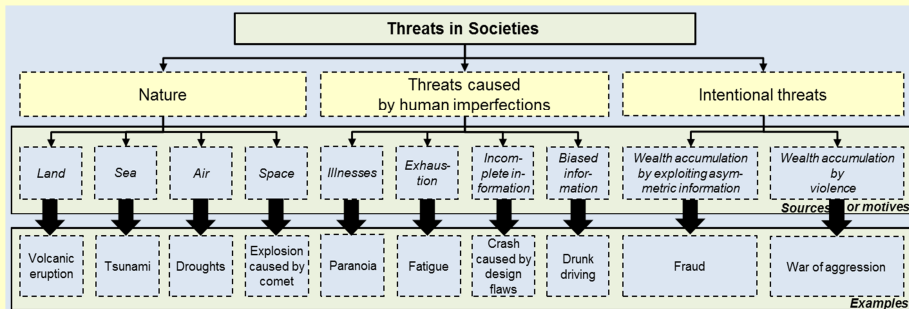 Threats in Societies
Nature
Threats caused
by human imperfections
Intentional threats
Land
Sea
Air
Space
Illnesses
Exhaus-
tion
Incom-
plete in-
formation
Biased
infor-
mation
Wealth accumulation
by exploiting asym-
metric information
Wealth accumulation
by
violence
Sources or motives
Volcanic
eruption
Tsunami
Droughts
Explosion
caused by
comet
Paranoia
Fatigue
Crash
caused by
design
flaws
Drunk
driving
Fraud
War of aggression
Examples